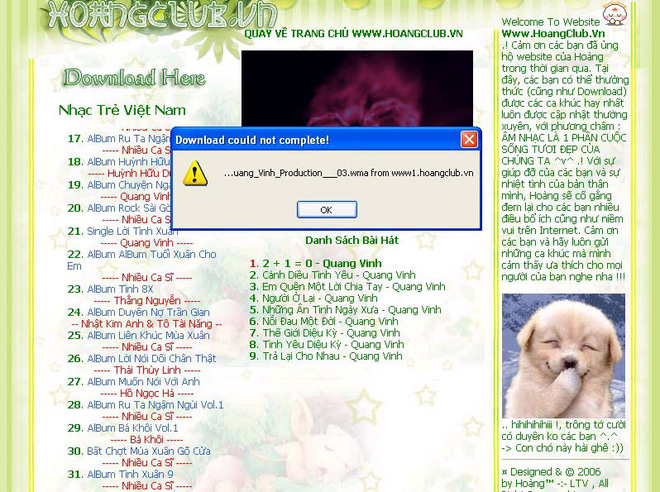 HOANGCLUB.VN
QUAY VỀ TRANG CHỦ WWW.HOANGCLUB.VN
Download Here
Nhạc Trẻ Việt Nam
17. AlBum Ru Ta Ngậm
----- Nhiều Ca S
18. AlBum Huỳnh Hữu
----- Huỳnh Hữu Du
19. AlBum Chuyện Ngà
----- Quang Vinh
20. AlBum Rock Sài Gò
----- Nhiều Ca S
21. Single Lời Tình Xuân
----- Quang Vinh -----
22. AlBum AlBum Tuổi Xuân Cho
Em
----- Nhiều Ca Sĩ -----
23. AlBum Tình 8X
----- Thắng Nguyễn -----
24. AlBum Duyên Nợ Trần Gian
-- Nhật Kim Anh & Tô Tài Năng --
25. AlBum Liên Khúc Mùa Xuân
----- Nhiều Ca Sĩ -----
26. AlBum Lời Nói Dối Chân Thật
----- Thái Thùy Linh -----
27. AlBum Muốn Nói Với Anh
----- Hồ Ngọc Hà -----
28. AlBum Ru Ta Ngậm Ngùi Vol.1
----- Nhiều Ca Sĩ -----
29. AlBum Bá Khôi Vol.1
----- Bá Khôi -----
30. Bất Chợt Mùa Xuân Gõ Cửa
----- Nhiều Ca Sĩ -----
31. AlBum Tình Xuân 9
----- Nhiều Ca Sĩ -----
Download could not complete!
...uang_Vinh_Production___03.wma from www1.hoangclub.vn
OK
Danh Sách Bài Hát
1. 2 + 1 = 0 - Quang Vinh
2. Cánh Diều Tình Yêu - Quang Vinh
3. Em Quên Một Lời Chia Tay - Quang Vinh
4. Người Ở Lại - Quang Vinh
5. Những Ân Tình Ngày Xưa - Quang Vinh
6. Nỗi Đau Một Đời - Quang Vinh
7. Thế Giới Diệu Kỳ - Quang Vinh
8. Tình Yêu Diệu Kỳ - Quang Vinh
9. Trả Lại Cho Nhau - Quang Vinh
Welcome To Website
Www.HoangClub.Vn
.! Cảm ơn các bạn đã ủng
hộ website của Hoàng
trong thời gian qua. Tại
đây, các bạn có thể thưởng
thức (cũng như Download)
được các ca khúc hay nhất
luôn được cập nhật thường
xuyên, với phương châm :
ÂM NHẠC LÀ 1 PHẦN CUỘC
SỐNG TƯƠI ĐẸP CỦA
CHÚNG TA ^v^ .! Với sự
giúp đỡ của các bạn và sự
nhiệt tình của bản thân
mình, Hoàng sẽ cố gắng
đem lại cho các bạn nhiều
điều bổ ích cũng như niềm
vui trên Internet. Cảm ơn
các bạn và hãy luôn gửi
những ca khúc mà mình
cảm thấy ưa thích cho mọi
người của bạn nghe nha !!!
.. hihihihihiii !, trông tớ cười
có duyên ko các bạn ^.^
-> Con chó này hài ghê :))
¤ Designed & © 2006
by Hoàng™ -:- LTV , All